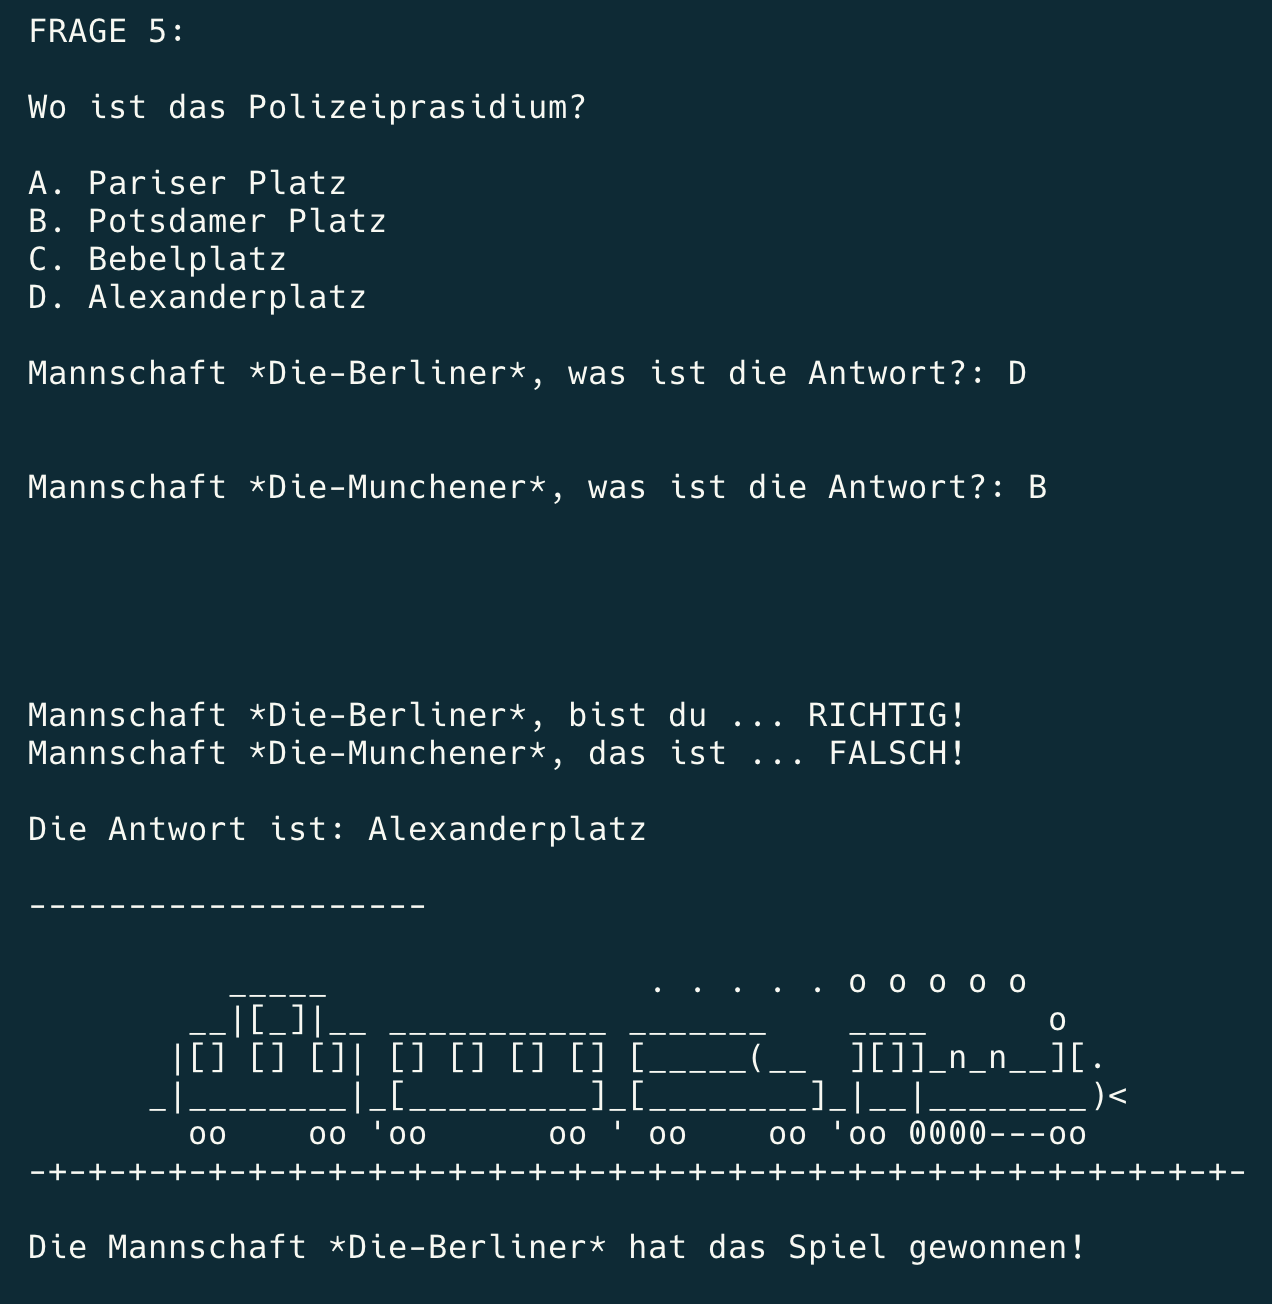 FRAGE 5:
Wo ist das Polizeiprasidium?
A. Pariser Platz
B. Potsdamer Platz
C. Bebelplatz
D. Alexanderplatz
Mannschaft *Die-Berliner*, was ist die Antwort?: D
Mannschaft *Die-Munchener*, was ist die Antwort?: B
Mannschaft *Die-Berliner*, bist du ... RICHTIG!
Mannschaft *Die-Munchener*, das ist ... FALSCH!
Die Antwort ist: Alexanderplatz
--------------------
          _____                . . . . . o o o o o
        __|[_]|__ ___________ _______    ____      o
       |[] [] []| [] [] [] [] [_____(__  ][]]_n_n__][.
      _|________|_[_________]_[________]_|__|________)<
        oo    oo 'oo      oo ' oo    oo 'oo 0000---oo
-+-+-+-+-+-+-+-+-+-+-+-+-+-+-+-+-+-+-+-+-+-+-+-+-+-+-+-+-+-+-
Die Mannschaft *Die-Berliner* hat das Spiel gewonnen!